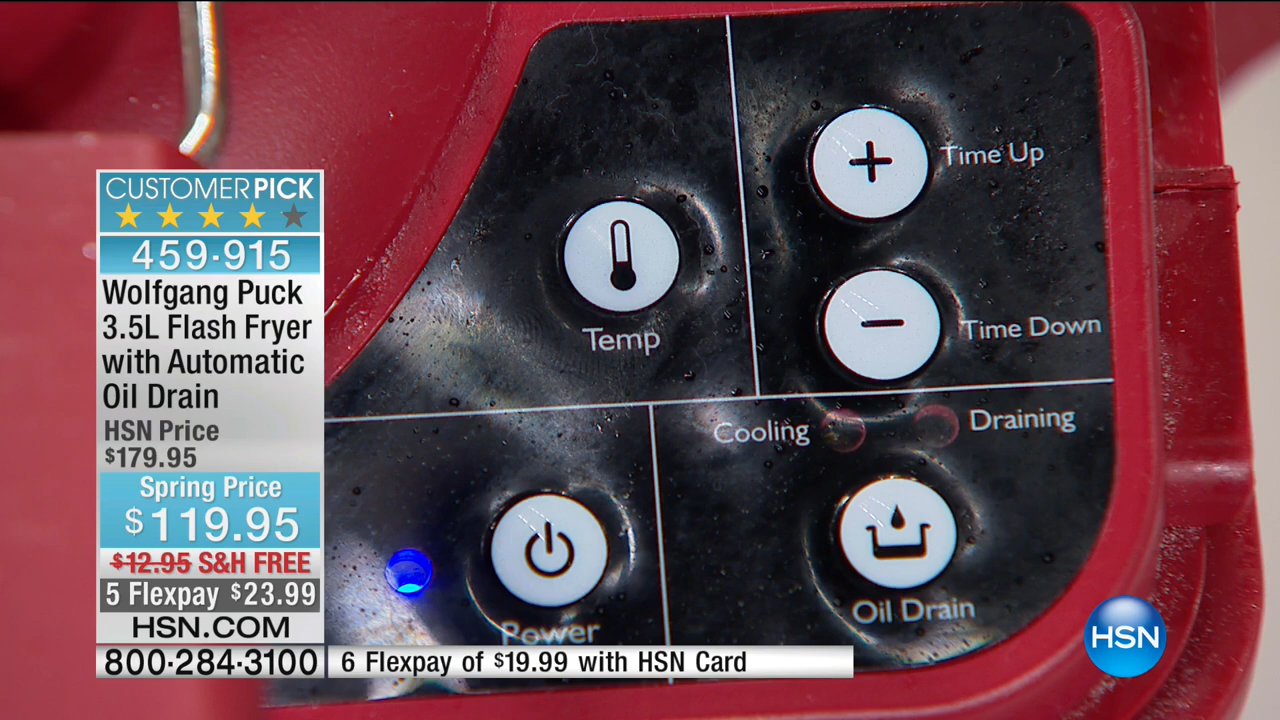 CUSTOMER PICK
459-915
Wolfgang Puck
3.5L Flash Fryer
with Automatic
Oil Drain
HSN Price
$179.95
Spring Price
$119.95
$12.95 S&H FREE
5 Flexpay $23.99
HSN.COM
800·284·3100
6 Flexpay of $19.99 with HSN Card
Time Up
Temp
Time Down
Cooling
Draining
Power
Oil Drain
HSN